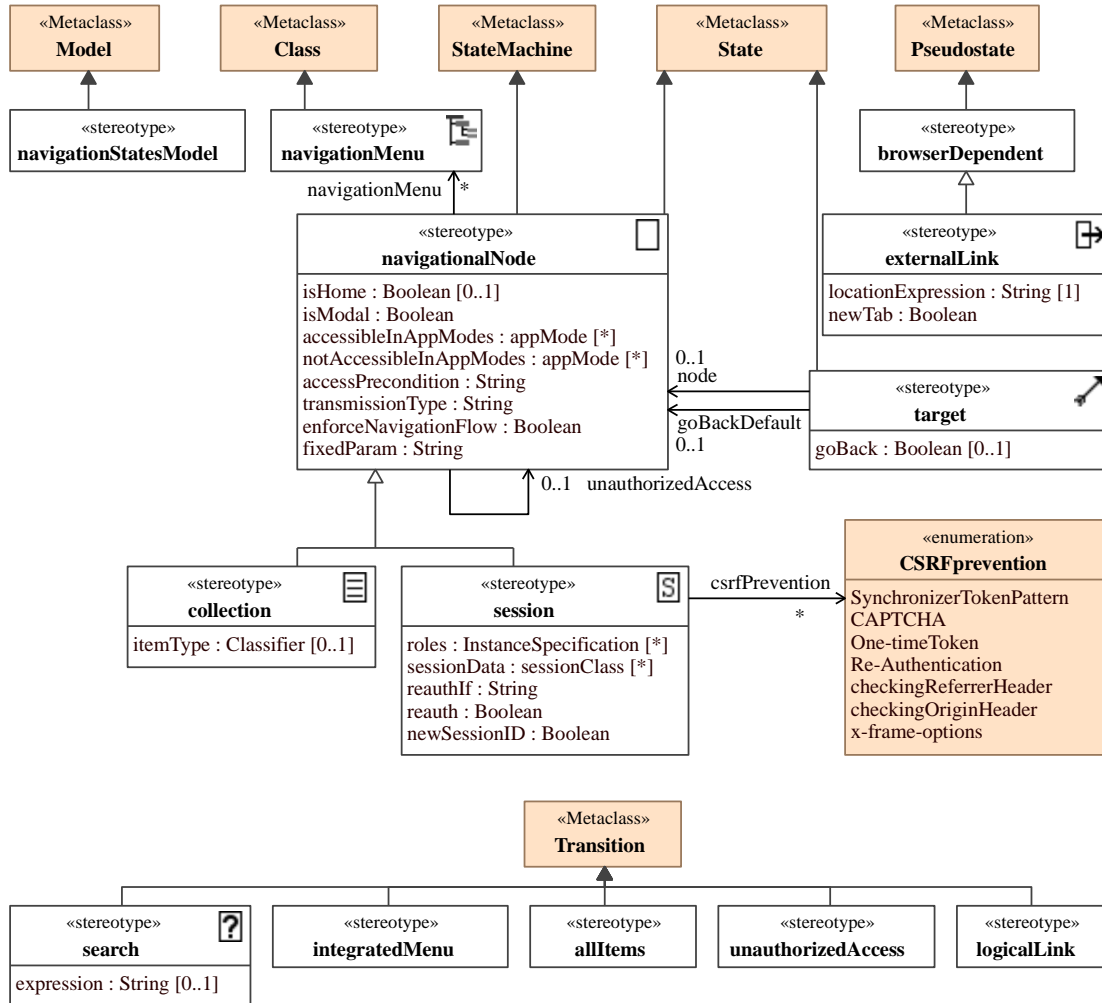 «Metaclass»
Model
«Metaclass»
Class
«Metaclass»
StateMachine
«Metaclass»
State
«Metaclass»
Pseudostate
«stereotype»
navigationStatesModel
«stereotype»
navigationMenu
«stereotype»
browserDependent
navigationMenu
*
«stereotype»
navigationalNode
isHome : Boolean [0..1]
isModal : Boolean
accessibleInAppModes : appMode [*]
notAccessibleInAppModes : appMode [*]
accessPrecondition : String
transmissionType : String
enforceNavigationFlow : Boolean
fixedParam : String
«stereotype»
externalLink
locationExpression : String [1]
newTab : Boolean
0..1
node
goBackDefault
0..1
«stereotype»
target
goBack : Boolean [0..1]
0..1 unauthorizedAccess
«stereotype»
collection
itemType : Classifier [0..1]
«stereotype»
S
session
roles : InstanceSpecification [*]
sessionData : sessionClass [*]
reauthIf : String
reauth : Boolean
newSessionID : Boolean
csrfPrevention
*
«enumeration»
CSRFprevention
SynchronizerTokenPattern
CAPTCHA
One-timeToken
Re-Authentication
checkingReferrerHeader
checkingOriginHeader
x-frame-options
«Metaclass»
Transition
«stereotype»
?
search
expression : String [0..1]
«stereotype»
integratedMenu
«stereotype»
allItems
«stereotype»
unauthorizedAccess
«stereotype»
logicalLink